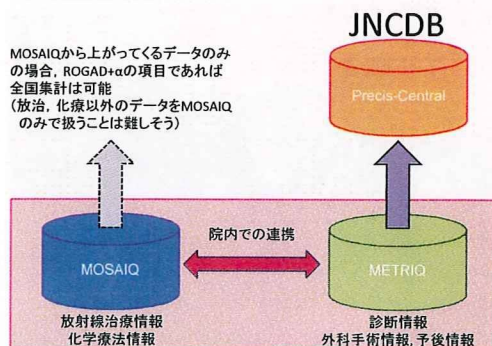 JNCDB
MOSAIQから上がってくるデータのみ
の場合，ROGAD+αの項目であれば
全国集計は可能
（放治，化療以外のデータをMOSAIQ
のみで扱うことは難しそう）
Precis-Central
院内での連携
MOSAIQ
METRIQ
放射線治療情報
化学療法情報
診断情報
外科手術情報，予後情報